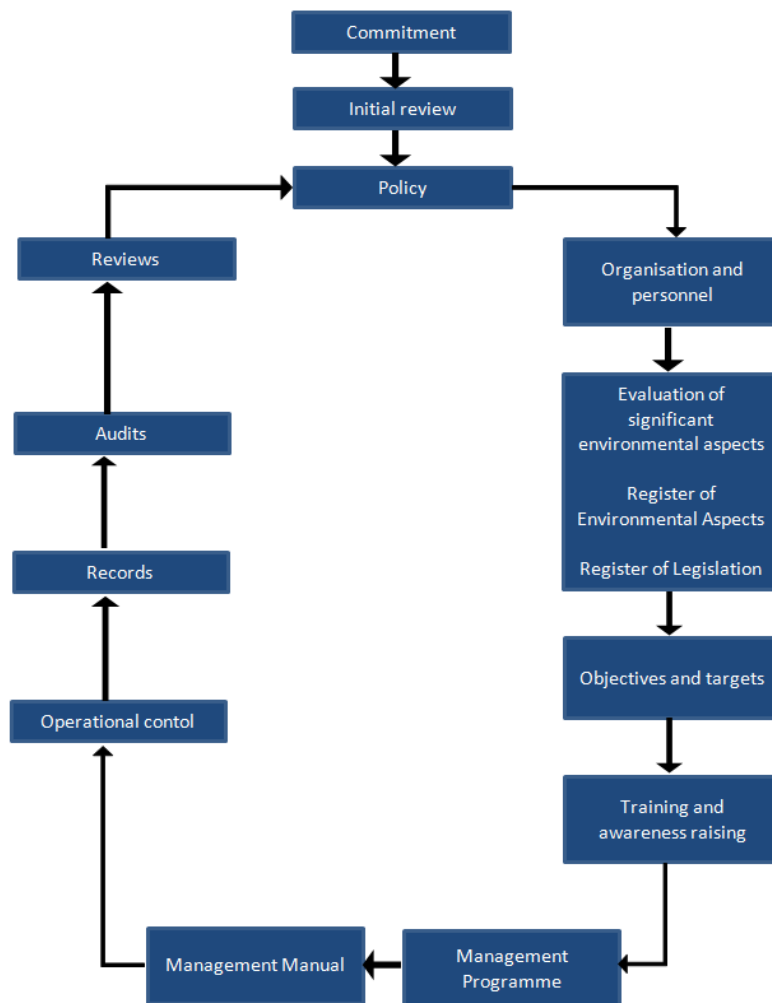 Commitment
Initial review
Policy
Organisation and
personnel
Evaluation of
significant
environmental aspects
Register of
Environmental Aspects
Register of Legislation
Objectives and targets
Training and
awareness raising
Management
Programme
Management Manual
Operational contol
Records
Audits
Reviews